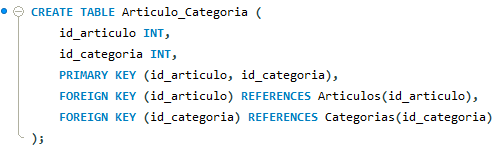 CREATE TABLE Articulo_Categoria (
id_articulo INT,
id_categoria INT,
PRIMARY KEY (id_articulo, id_categoria),
FOREIGN KEY (id_articulo) REFERENCES Articulos(id_articulo),
FOREIGN KEY (id_categoria) REFERENCES Categorias(id_categoria)
);